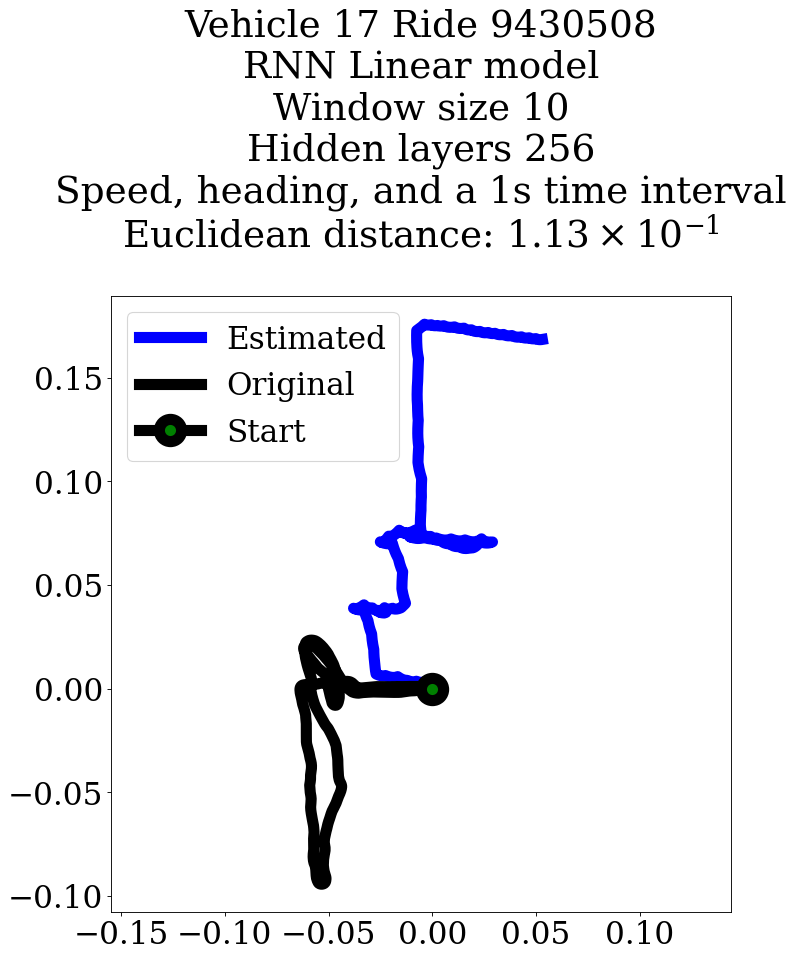 Vehicle 17 Ride 9430508
RNN Linear model
Window size 10
Hidden layers 256
Speed, heading, and a 1s time interval
Euclidean distance: 1.13 × 10⁻¹
Estimated
Original
Start
0.15
0.10
0.05
0.00
−0.05
−0.10
−0.15 −0.10 −0.05 0.00 0.05 0.10